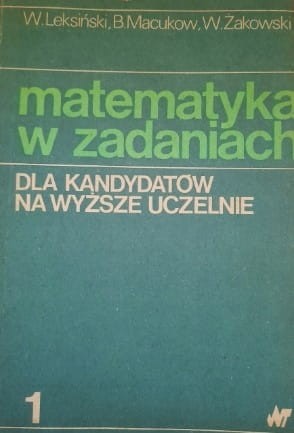 W. Leksiński, B. Macukow, W. Żakowski
matematyka
w zadaniach
DLA KANDYDATÓW
NA WYŻSZE UCZELNIE
1
WNT